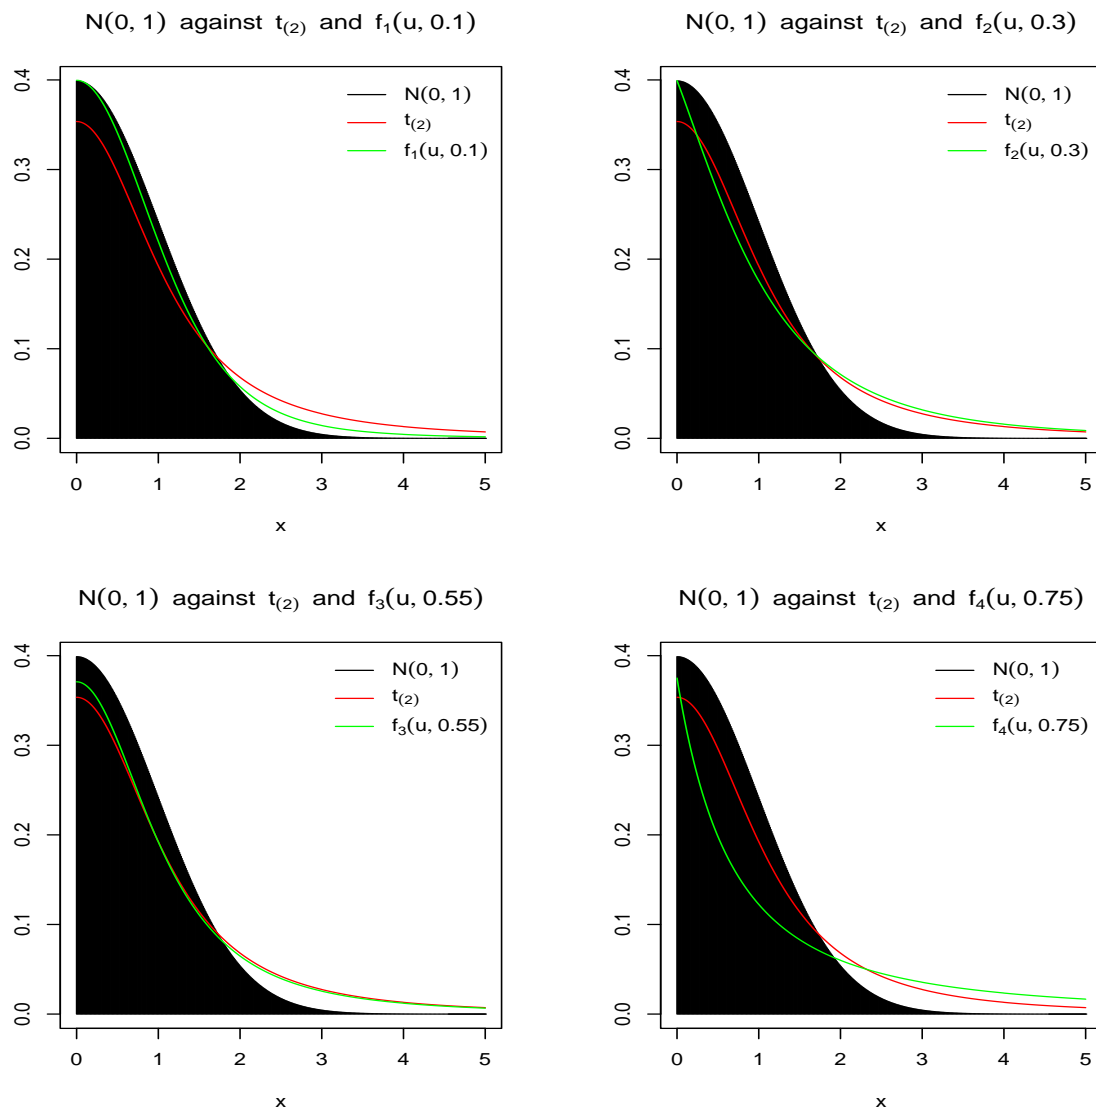 N(0, 1) against t(2) and f1(u, 0.1)
0.4
0.3
0.2
0.1
0.0
N(0, 1)
t(2)
f1(u, 0.1)
0 1 2 3 4 5
x
N(0, 1) against t(2) and f2(u, 0.3)
0.4
0.3
0.2
0.1
0.0
N(0, 1)
t(2)
f2(u, 0.3)
0 1 2 3 4 5
x
N(0, 1) against t(2) and f3(u, 0.55)
0.4
0.3
0.2
0.1
0.0
N(0, 1)
t(2)
f3(u, 0.55)
0 1 2 3 4 5
x
N(0, 1) against t(2) and f4(u, 0.75)
0.4
0.3
0.2
0.1
0.0
N(0, 1)
t(2)
f4(u, 0.75)
0 1 2 3 4 5
x